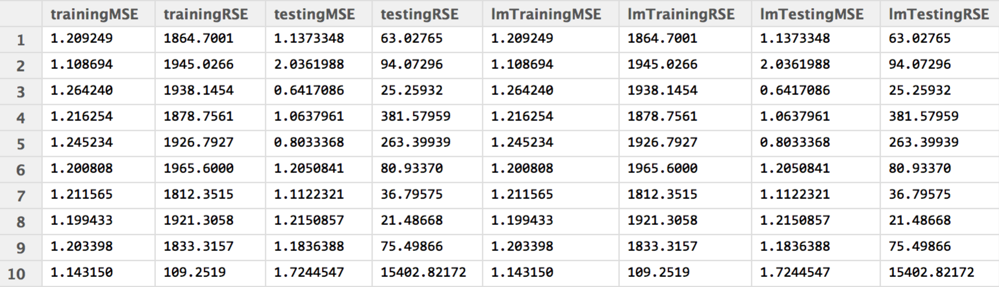 trainingMSE trainingRSE testingMSE testingRSE lmTrainingMSE lmTrainingRSE lmTestingMSE lmTestingRSE
1 1.209249 1864.7001 1.1373348 63.02765 1.209249 1864.7001 1.1373348 63.02765
2 1.108694 1945.0266 2.0361988 94.07296 1.108694 1945.0266 2.0361988 94.07296
3 1.264240 1938.1454 0.6417086 25.25932 1.264240 1938.1454 0.6417086 25.25932
4 1.216254 1878.7561 1.0637961 381.57959 1.216254 1878.7561 1.0637961 381.57959
5 1.245234 1926.7927 0.8033368 263.39939 1.245234 1926.7927 0.8033368 263.39939
6 1.200808 1965.6000 1.2050841 80.93370 1.200808 1965.6000 1.2050841 80.93370
7 1.211565 1812.3515 1.1122321 36.79575 1.211565 1812.3515 1.1122321 36.79575
8 1.199433 1921.3058 1.2150857 21.48668 1.199433 1921.3058 1.2150857 21.48668
9 1.203398 1833.3157 1.1836388 75.49866 1.203398 1833.3157 1.1836388 75.49866
10 1.143150 109.2519 1.7244547 15402.82172 1.143150 109.2519 1.7244547 15402.82172